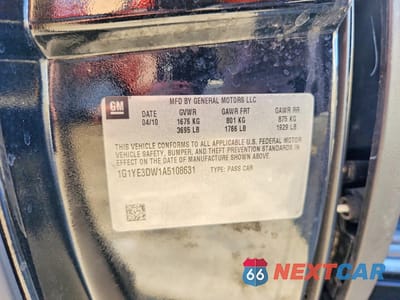 GM
MFD BY GENERAL MOTORS LLC
DATE GVWR GAWR FRT GAWR RR
04/10 1676 KG 801 KG 875 KG
3695 LB 1766 LB 1929 LB
THIS VEHICLE CONFORMS TO ALL APPLICABLE U.S. FEDERAL MOTOR
VEHICLE SAFETY, BUMPER, AND THEFT PREVENTION STANDARDS IN
EFFECT ON THE DATE OF MANUFACTURE SHOWN ABOVE.
1G1YE3DW1A5108631 TYPE: PASS CAR
66 NEXTCAR